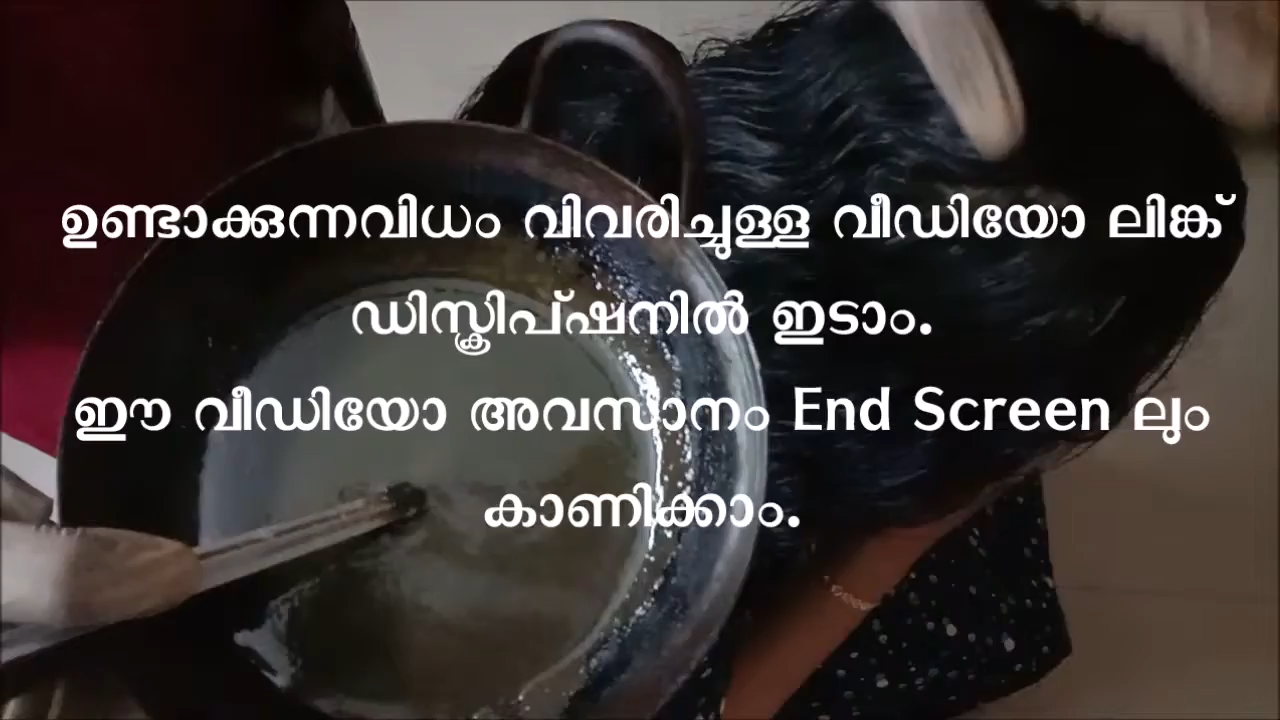 ഉണ്ടാക്കുന്നവിധം വിവരിച്ചുള്ള വീഡിയോ ലിങ്ക്
ഡിസ്ക്രിപ്ഷനിൽ ഇടാം.
ഈ വീഡിയോ അവസാനം End Screen ലും
കാണിക്കാം.